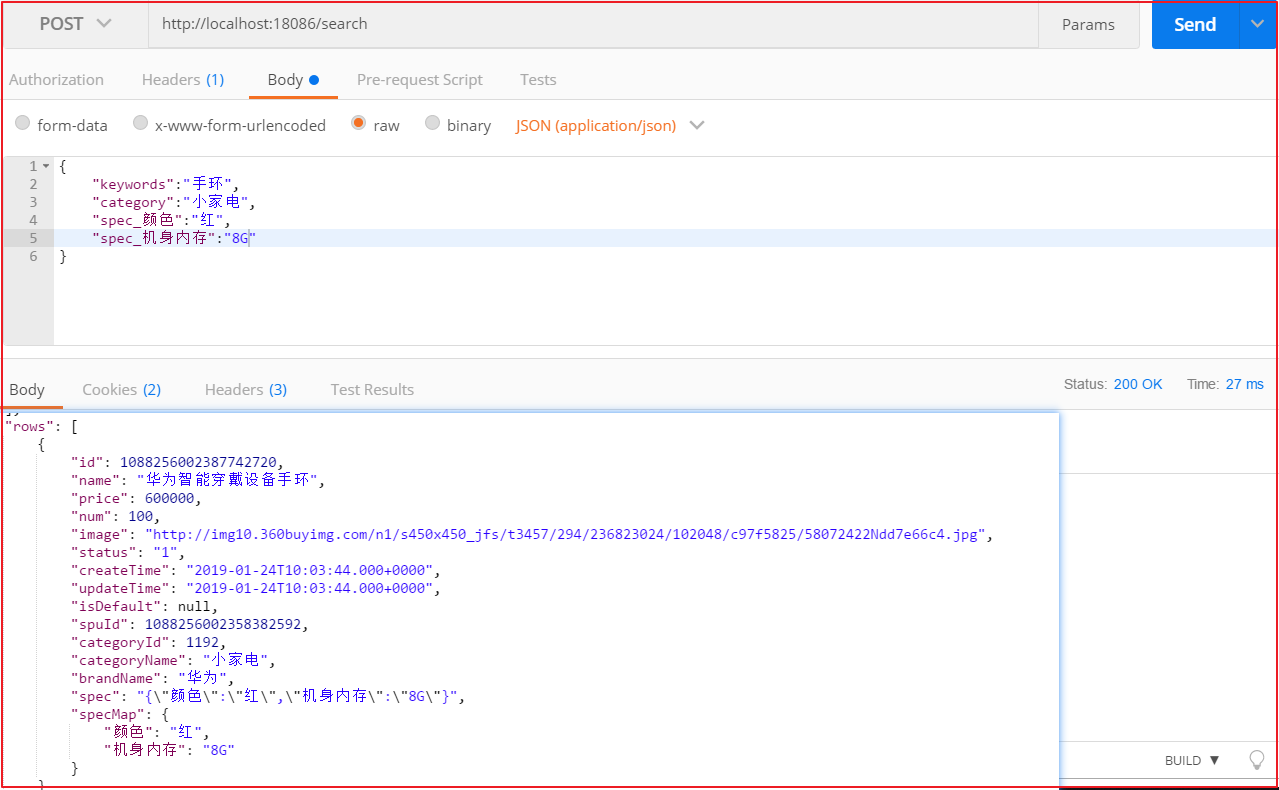 POST http://localhost:18086/search Params Send
Authorization Headers (1) Body Pre-request Script Tests
form-data x-www-form-urlencoded raw binary JSON (application/json)
1 {
2 "keywords":"手环",
3 "category":"小家电",
4 "spec_颜色":"红",
5 "spec_机身内存":"8G"
6 }
Body Cookies (2) Headers (3) Test Results Status: 200 OK Time: 27 ms
"rows": [
{
"id": 1088256002387742720,
"name": "华为智能穿戴设备手环",
"price": 600000,
"num": 100,
"image": "http://img10.360buyimg.com/n1/s450x450_jfs/t3457/294/236823024/102048/c97f5825/58072422Ndd7e66c4.jpg",
"status": "1",
"createTime": "2019-01-24T10:03:44.000+0000",
"updateTime": "2019-01-24T10:03:44.000+0000",
"isDefault": null,
"spuId": 1088256002358382592,
"categoryId": 1192,
"categoryName": "小家电",
"brandName": "华为",
"spec": "{\"颜色\":\"红\",\"机身内存\":\"8G\"}",
"specMap": {
"颜色": "红",
"机身内存": "8G"
}
BUILD